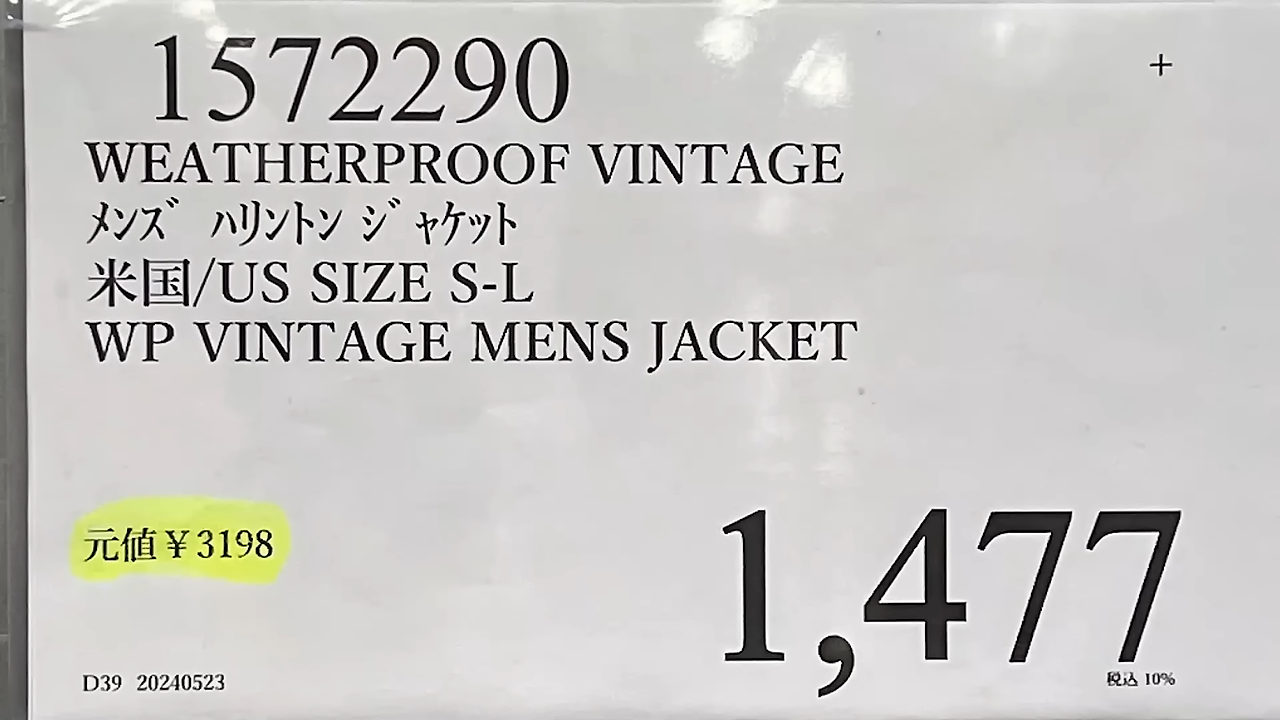 1572290
+
WEATHERPROOF VINTAGE
ﾒﾝｽﾞ ﾊﾘﾝﾄﾝ ｼﾞｬｹｯﾄ
米国/US SIZE S-L
WP VINTAGE MENS JACKET
元値￥3198
1,477
税込 10%
D39 20240523